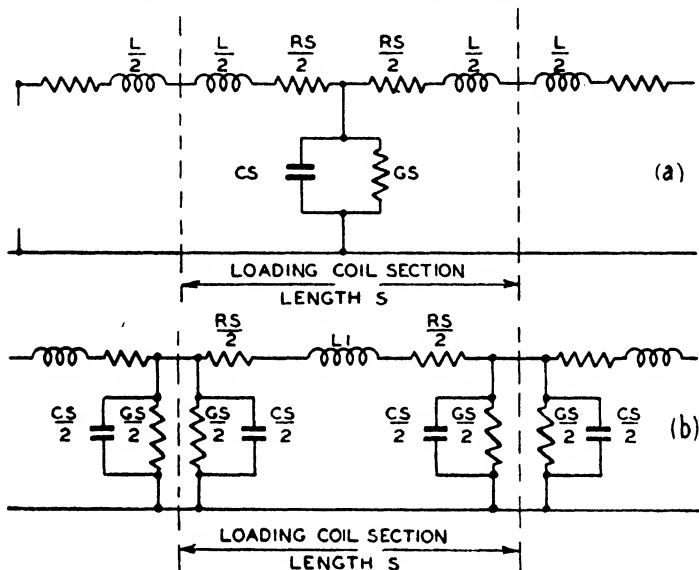 L/2 L/2 RS/2 RS/2 L/2 L/2
CS GS
(a)
LOADING COIL SECTION
LENGTH S
RS/2 L1 RS/2
CS/2 GS/2 GS/2 CS/2 CS/2 GS/2 GS/2 CS/2
(b)
LOADING COIL SECTION
LENGTH S